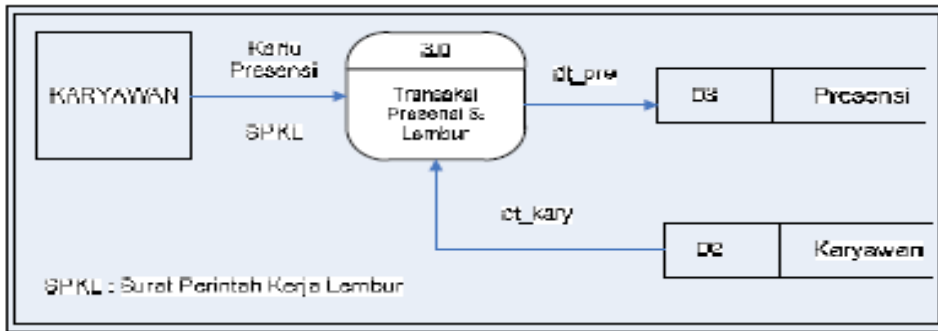 KARYAWAN
Kartu
Presensi
SPKL
3.0
Transaksi
Presensi &
Lembur
dt_pre
D3
Presensi
dt_kary
D2
Karyawan
SPKL : Surat Perintah Kerja Lembur